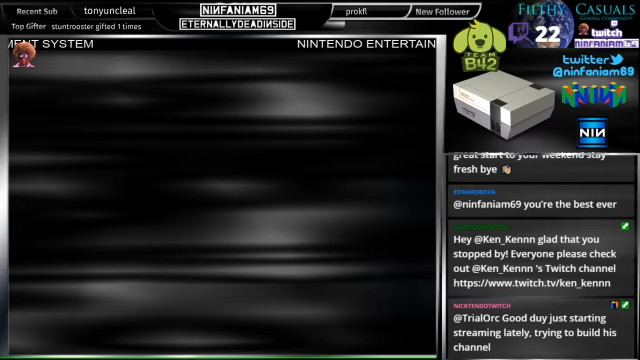 Recent Sub
tonyuncleal
NINFANIAM69
ETERNALLYDEADINSIDE
prokfl
New Follower
FILTHY CASUALS
GAMING COMMUNITY
Top Gifter
stuntrooster gifted 1 times
MENT SYSTEM
NINTENDO ENTERTAIN
22
twitch
NINFANIAM69
TEAM
B42
twitter
@ninfaniam69
NIN
great start to your weekend stay
fresh bye
EDWARDBOVA
@ninfaniam69 you're the best ever
Hey @Ken_Kennn glad that you
stopped by! Everyone please check
out @Ken_Kennn 's Twitch channel
https://www.twitch.tv/ken_kennn
NICKTENDOTWITCH
@TrialOrc Good duy just starting
streaming lately, trying to build his
channel